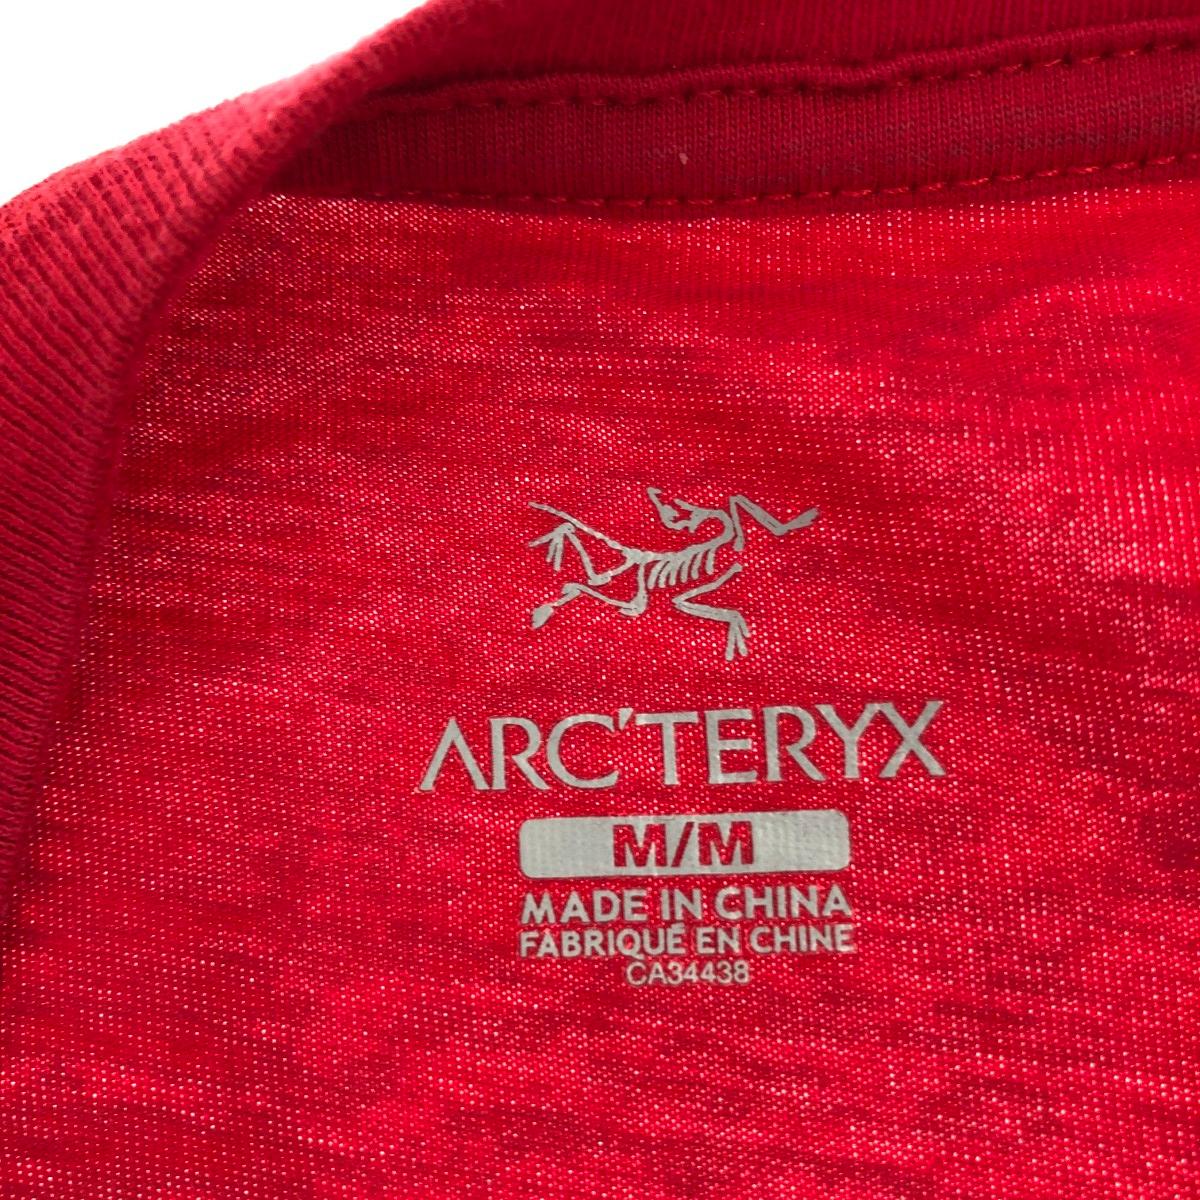 ARC'TERYX
M/M
MADE IN CHINA
FABRIQUÉ EN CHINE
CA34438